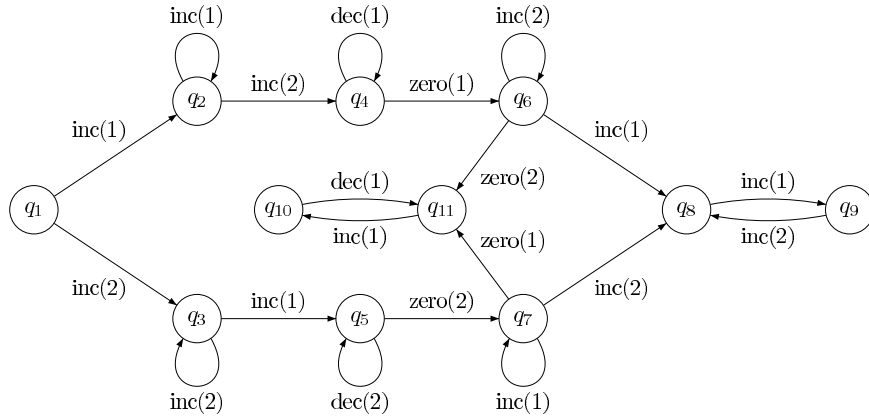 inc(1) dec(1) inc(2)
q2 inc(2) q4 zero(1) q6
inc(1) inc(1)
dec(1) zero(2) inc(1)
q1 q10 q11 q8 q9
inc(1) zero(1) inc(2)
inc(2) inc(2)
inc(1) zero(2)
q3 q5 q7
inc(2) dec(2) inc(1)